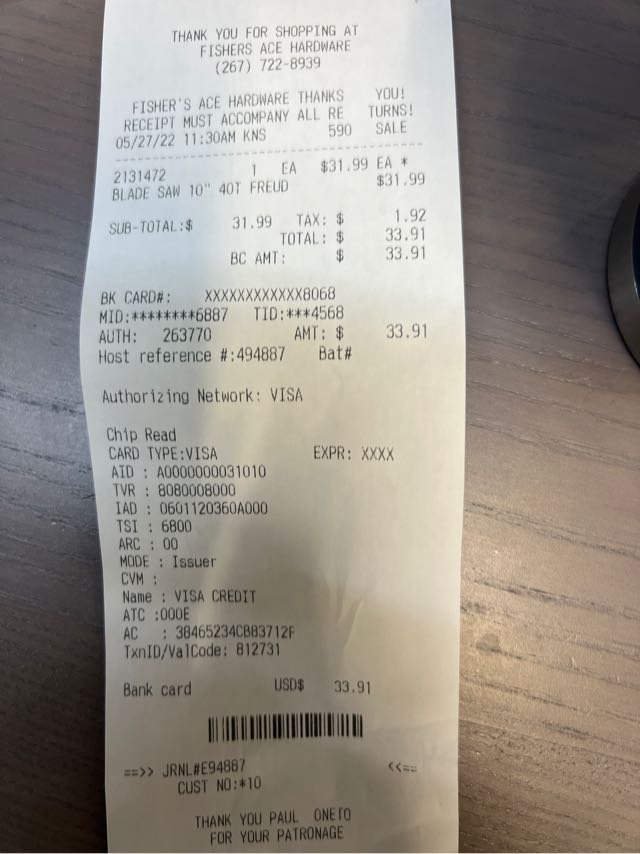 THANK YOU FOR SHOPPING AT
FISHERS ACE HARDWARE
(267) 722-8939
FISHER'S ACE HARDWARE THANKS YOU!
RECEIPT MUST ACCOMPANY ALL RE TURNS!
05/27/22 11:30AM KNS 590 SALE
2131472 1 EA $31.99 EA *
BLADE SAW 10" 40T FREUD $31.99
SUB-TOTAL:$ 31.99 TAX: $ 1.92
TOTAL: $ 33.91
BC AMT: $ 33.91
BK CARD#: XXXXXXXXXXXX8068
MID:********6887 TID:***4568
AUTH: 263770 AMT: $ 33.91
Host reference #:494887 Bat#
Authorizing Network: VISA
Chip Read
CARD TYPE:VISA EXPR: XXXX
AID : A0000000031010
TVR : 8080008000
IAD : 0601120360A000
TSI : 6800
ARC : 00
MODE : Issuer
CVM :
Name : VISA CREDIT
ATC :000E
AC : 38465234CB83712F
TxnID/ValCode: 812731
Bank card USD$ 33.91
==>> JRNL#E94887 <<==
CUST NO:*10
THANK YOU PAUL ONETO
FOR YOUR PATRONAGE